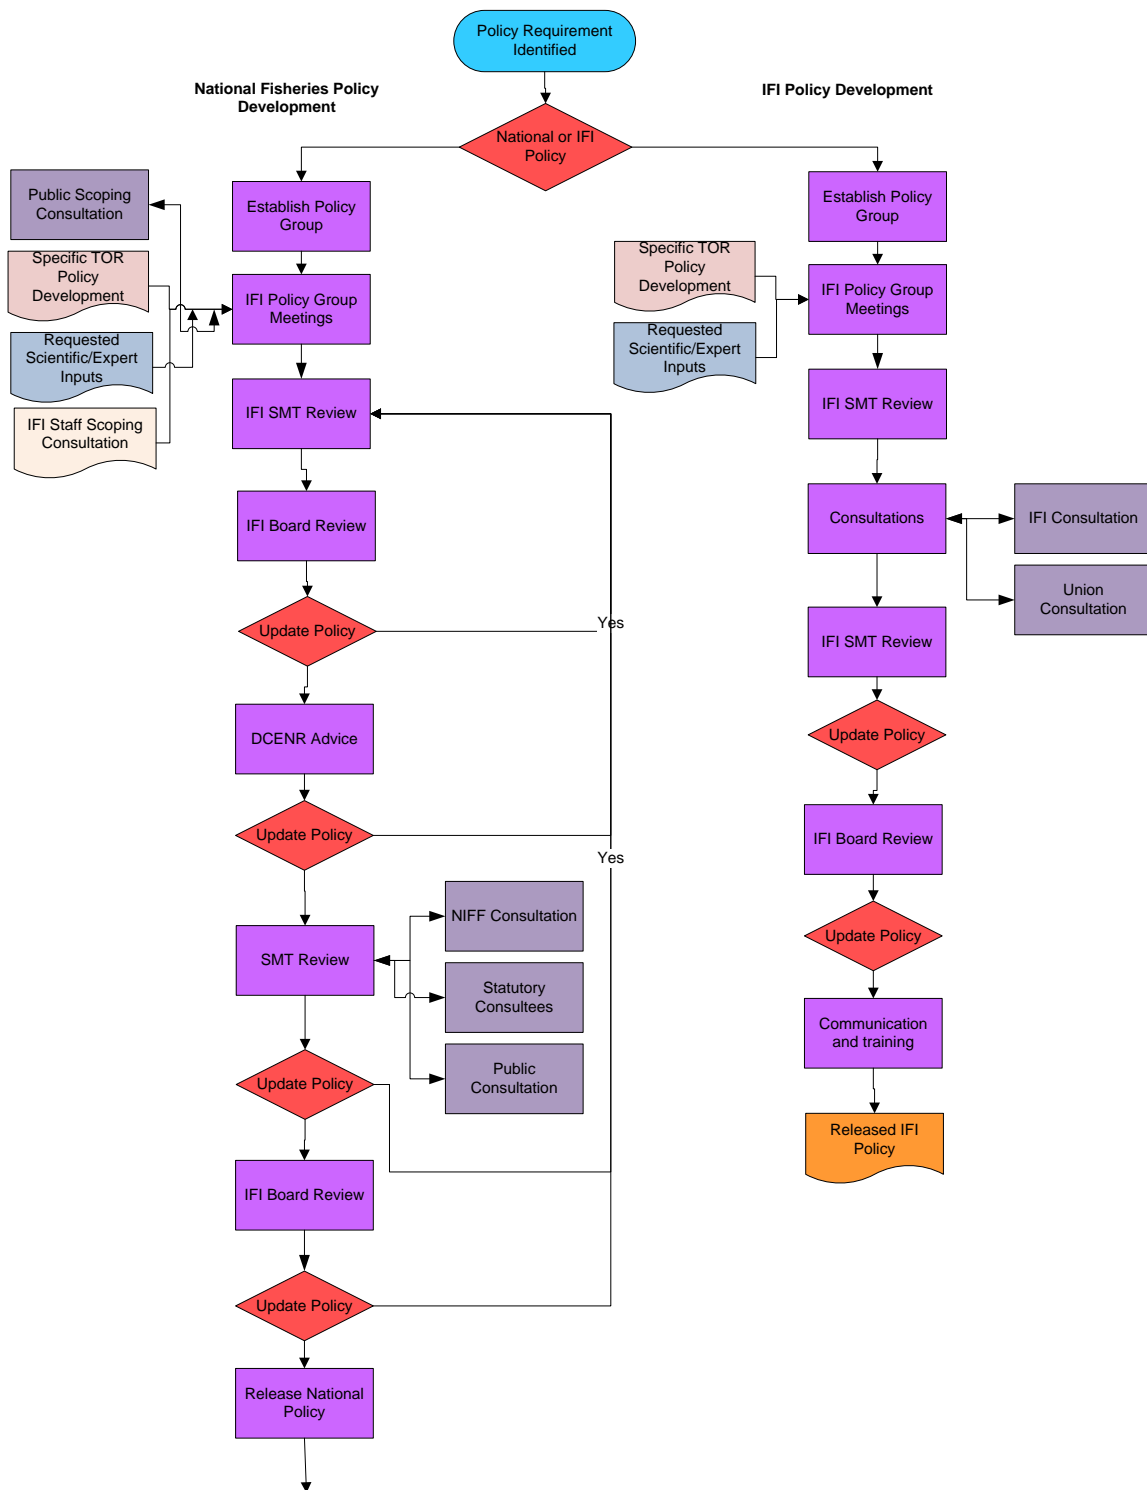 Policy Requirement
Identified
National Fisheries Policy
Development
IFI Policy Development
National or IFI
Policy
Public Scoping
Consultation
Establish Policy
Group
Specific TOR
Policy
Development
IFI Policy Group
Meetings
Requested
Scientific/Expert
Inputs
IFI Staff Scoping
Consultation
IFI SMT Review
IFI Board Review
Update Policy
Yes
DCENR Advice
Update Policy
Yes
SMT Review
NIFF Consultation
Statutory
Consultees
Public
Consultation
Update Policy
IFI Board Review
Update Policy
Release National
Policy
Establish Policy
Group
Specific TOR
Policy
Development
IFI Policy Group
Meetings
Requested
Scientific/Expert
Inputs
IFI SMT Review
Consultations
IFI Consultation
Union
Consultation
IFI SMT Review
Update Policy
IFI Board Review
Update Policy
Communication
and training
Released IFI
Policy